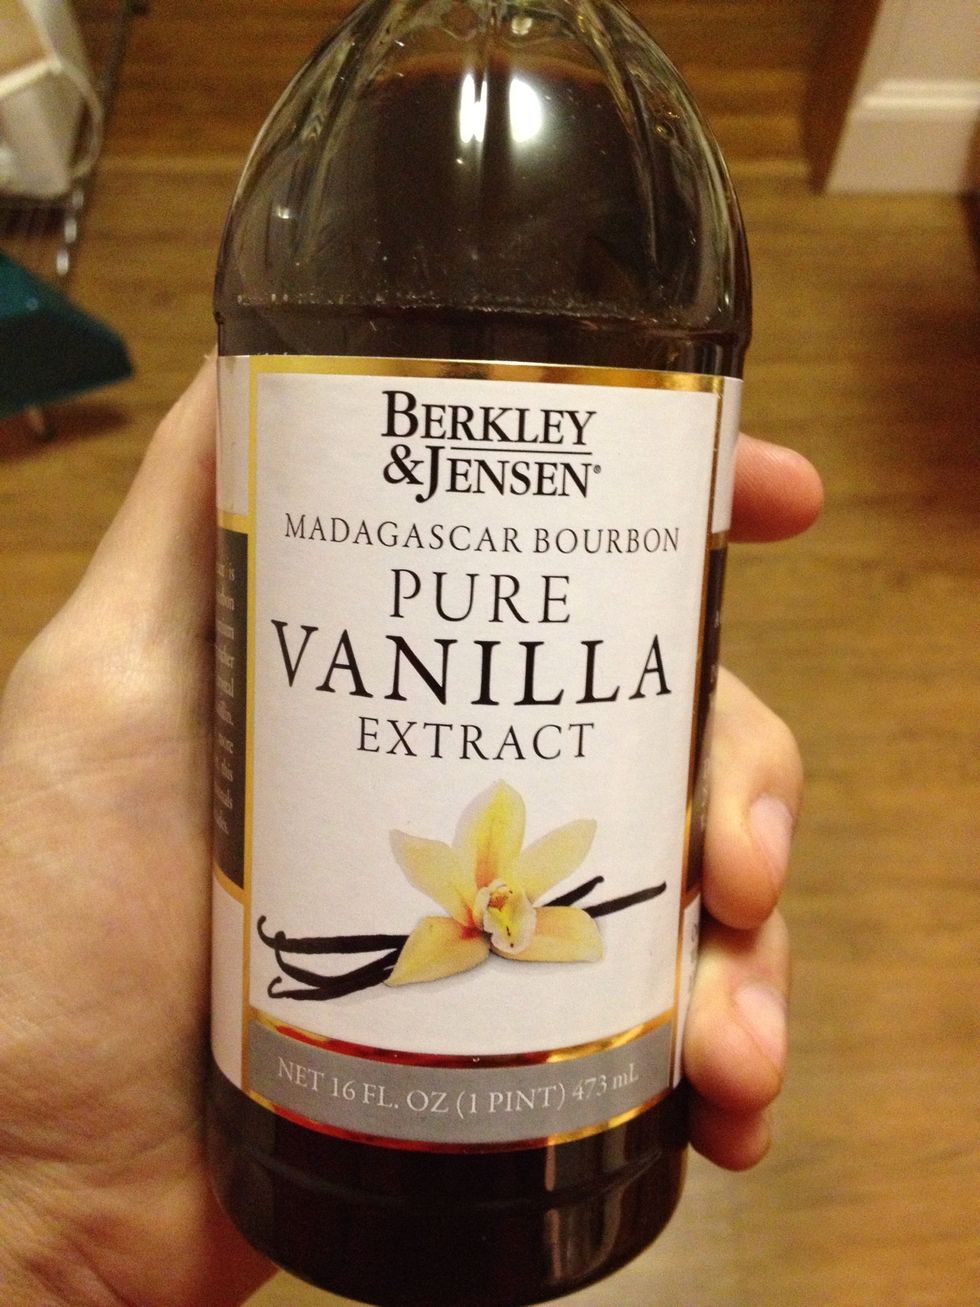 BERKLEY
&JENSEN®
MADAGASCAR BOURBON
PURE
VANILLA
EXTRACT
NET 16 FL. OZ (1 PINT) 473 mL